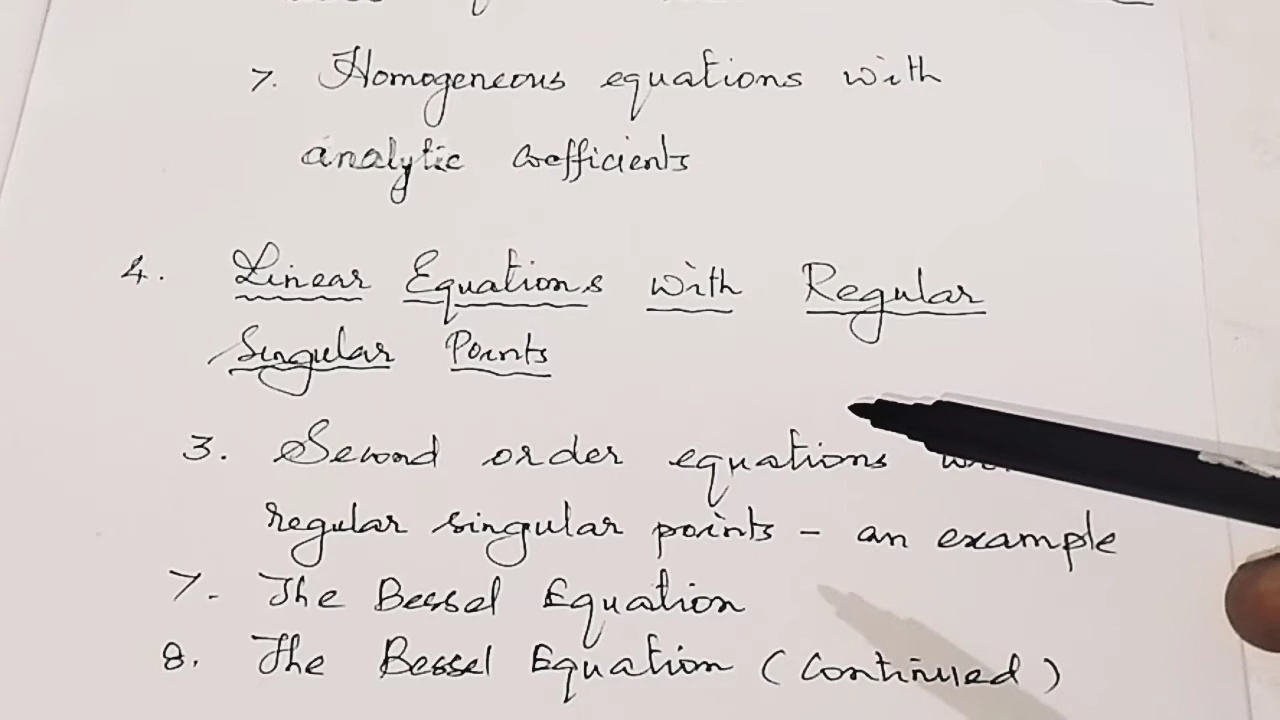 7. Homogeneous equations with
analytic coefficients
4. Linear Equations with Regular
Singular Points
3. Second order equations
regular singular points - an example
7. The Bessel Equation
8. The Bessel Equation (Continued)